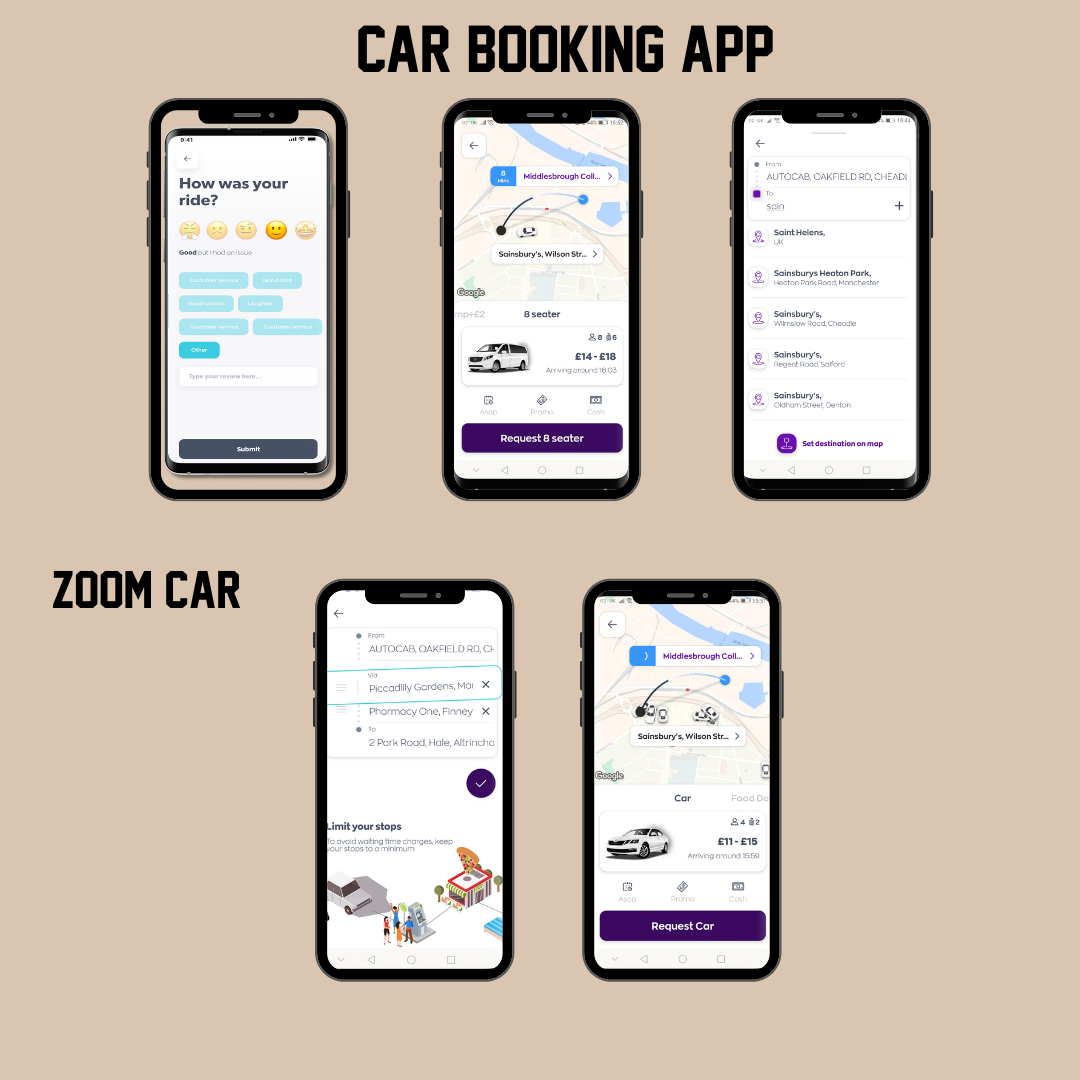 CAR BOOKING APP
9:41
How was your
ride?
Good but I had an issue
Customer service
Good chat
Laughter
Customer service
Customer service
Other
Type your review here...
Submit
15:52
8
Mins
Middlesbrough Coll...
Sainsbury's, Wilson Str...
Google
mp+£2
8 seater
8
6
£14 - £18
Arriving around 16:03
Asap
Promo
Cash
Request 8 seater
15:44
From
AUTOCAB, OAKFIELD RD, CHEADL
To
sain
Saint Helens,
UK
Sainsburys Heaton Park,
Heaton Park Road, Manchester
Sainsbury's,
Wilmslow Road, Cheadle
Sainsbury's,
Regent Road, Salford
Sainsbury's,
Oldham Street, Denton
Set destination on map
ZOOM CAR
From
AUTOCAB, OAKFIELD RD, CH
Via
Piccadilly Gardens, Ma
Pharmacy One, Finney
To
2 Park Road, Hale, Altrincha
Limit your stops
To avoid waiting time charges, keep
your stops to a minimum
Middlesbrough Coll...
Sainsbury's, Wilson Str...
Google
Car
Food De
4
2
£11 - £15
Arriving around 15:59
Asap
Promo
Cash
Request Car